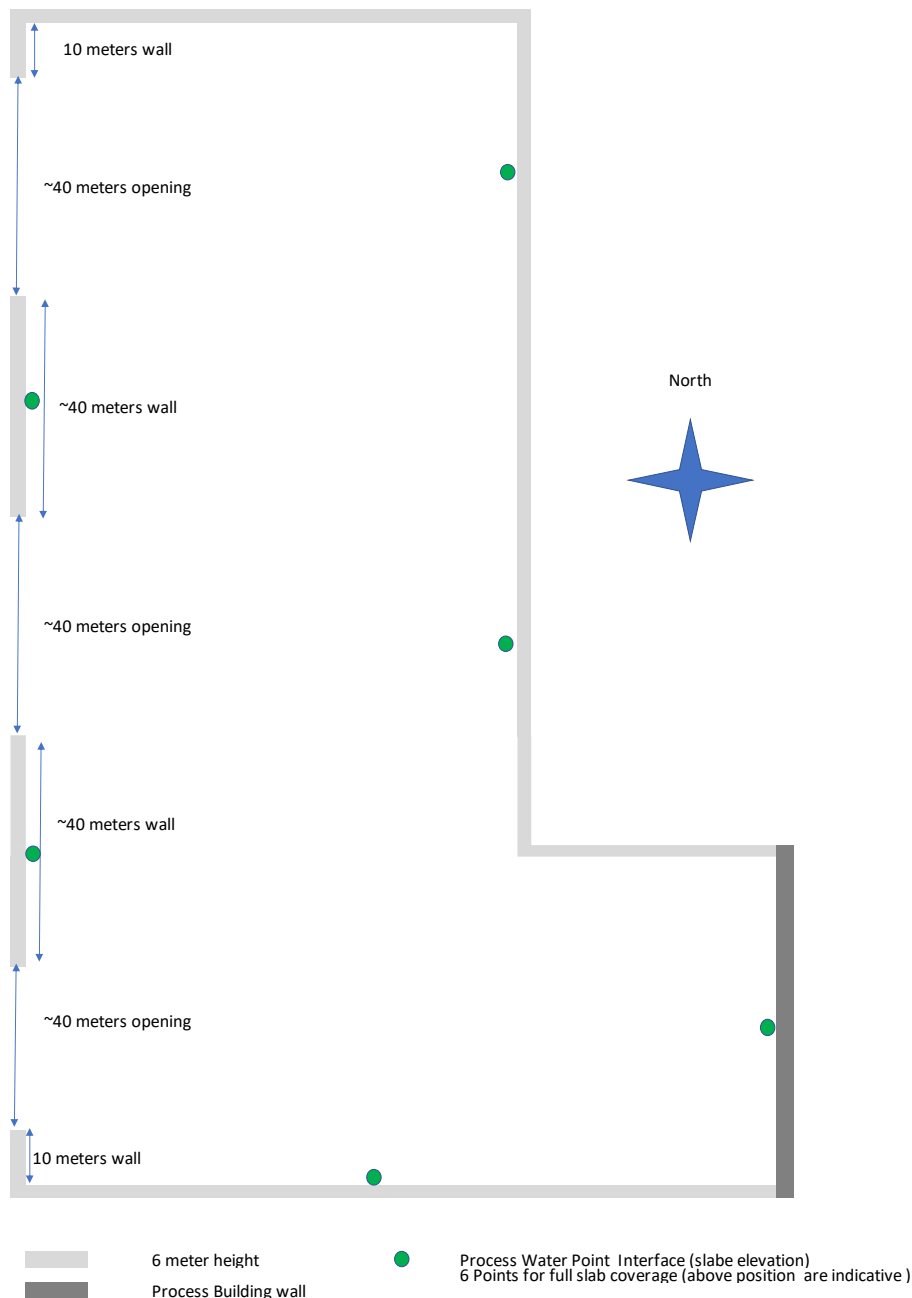 10 meters wall
~40 meters opening
North
~40 meters wall
~40 meters opening
~40 meters wall
~40 meters opening
10 meters wall
6 meter height
Process Water Point Interface (slabe elevation)
6 Points for full slab coverage (above position are indicative )
Process Building wall